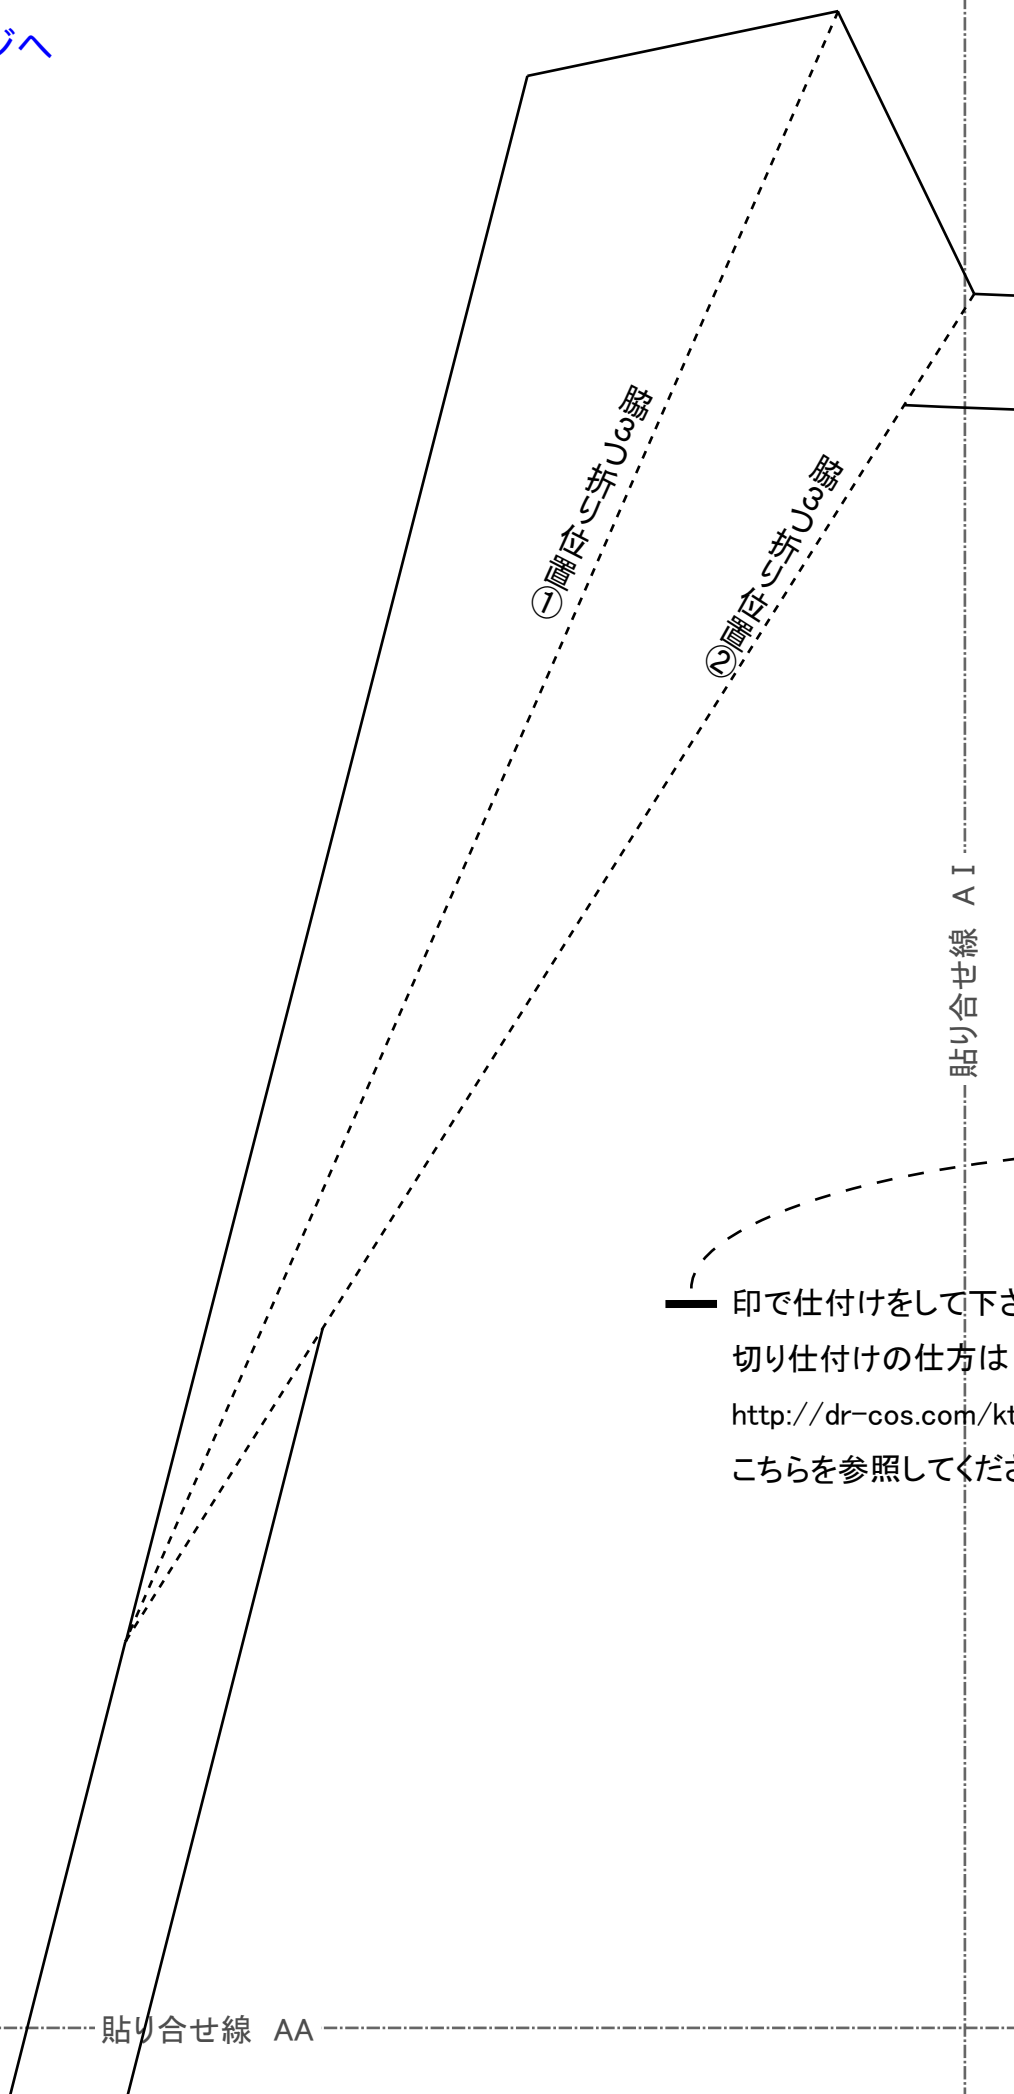 ジへ
脇3つ折り位置①
脇3つ折り位置②
貼り合せ線 AI
印で仕付けをして下さ
切り仕付けの仕方は
http://dr-cos.com/kt
こちらを参照してくださ
貼り合せ線 AA